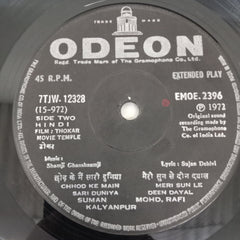 TRADE MARK
ODEON
Regd. Trade Mark of The Gramophone Co., Ltd.
45 R.P.M.
EXTENDED PLAY
7TJW-12328
EMOE. 2396
(15-972)
℗ 1972
SIDE TWO
HINDI
FILM: THOKAR
MOVIE TEMPLE
ठोकर
Original sound
recording made by
The Gramophone
Co. of India Ltd.
Music:
Shamji Ghanshamji
Lyric: Sajan Dehlvi
छोड़ के मैं सारी दुनिया
CHHOD KE MAIN
SARI DUNIYA
SUMAN
KALYANPUR
मेरी सुन ले दीन दयाल
MERI SUN LE
DEEN DAYAL
MOHD. RAFI